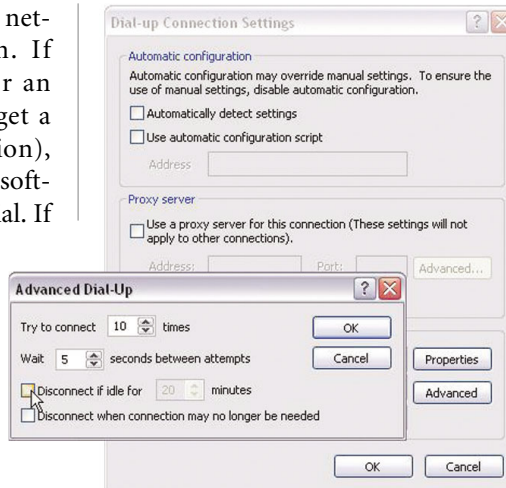 net-
. If
r an
get a
ion),
soft-
al. If
Dial-up Connection Settings
Automatic configuration
Automatic configuration may override manual settings. To ensure the
use of manual settings, disable automatic configuration.
Automatically detect settings
Use automatic configuration script
Address
Proxy server
Use a proxy server for this connection (These settings will not
apply to other connections).
Address: Port: Advanced...
Advanced Dial-Up
Try to connect 10 times
OK
Wait 5 seconds between attempts
Cancel
Disconnect if idle for 20 minutes
Disconnect when connection may no longer be needed
Properties
Advanced
OK Cancel